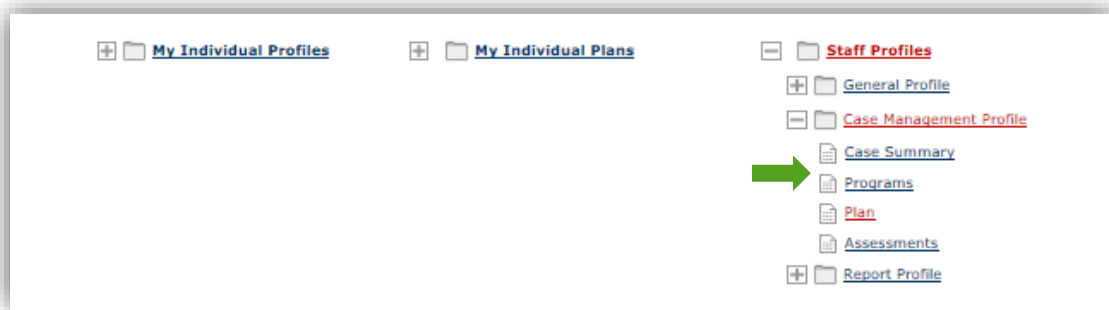 My Individual Profiles
My Individual Plans
Staff Profiles
General Profile
Case Management Profile
Case Summary
Programs
Plan
Assessments
Report Profile